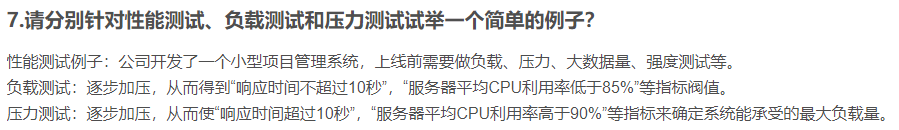 7.请分别针对性能测试、负载测试和压力测试试举一个简单的例子?
性能测试例子：公司开发了一个小型项目管理系统，上线前需要做负载、压力、大数据量、强度测试等。
负载测试：逐步加压，从而得到“响应时间不超过10秒”，“服务器平均CPU利用率低于85%”等指标阀值。
压力测试：逐步加压，从而使“响应时间超过10秒”，“服务器平均CPU利用率高于90%”等指标来确定系统能承受的最大负载量。